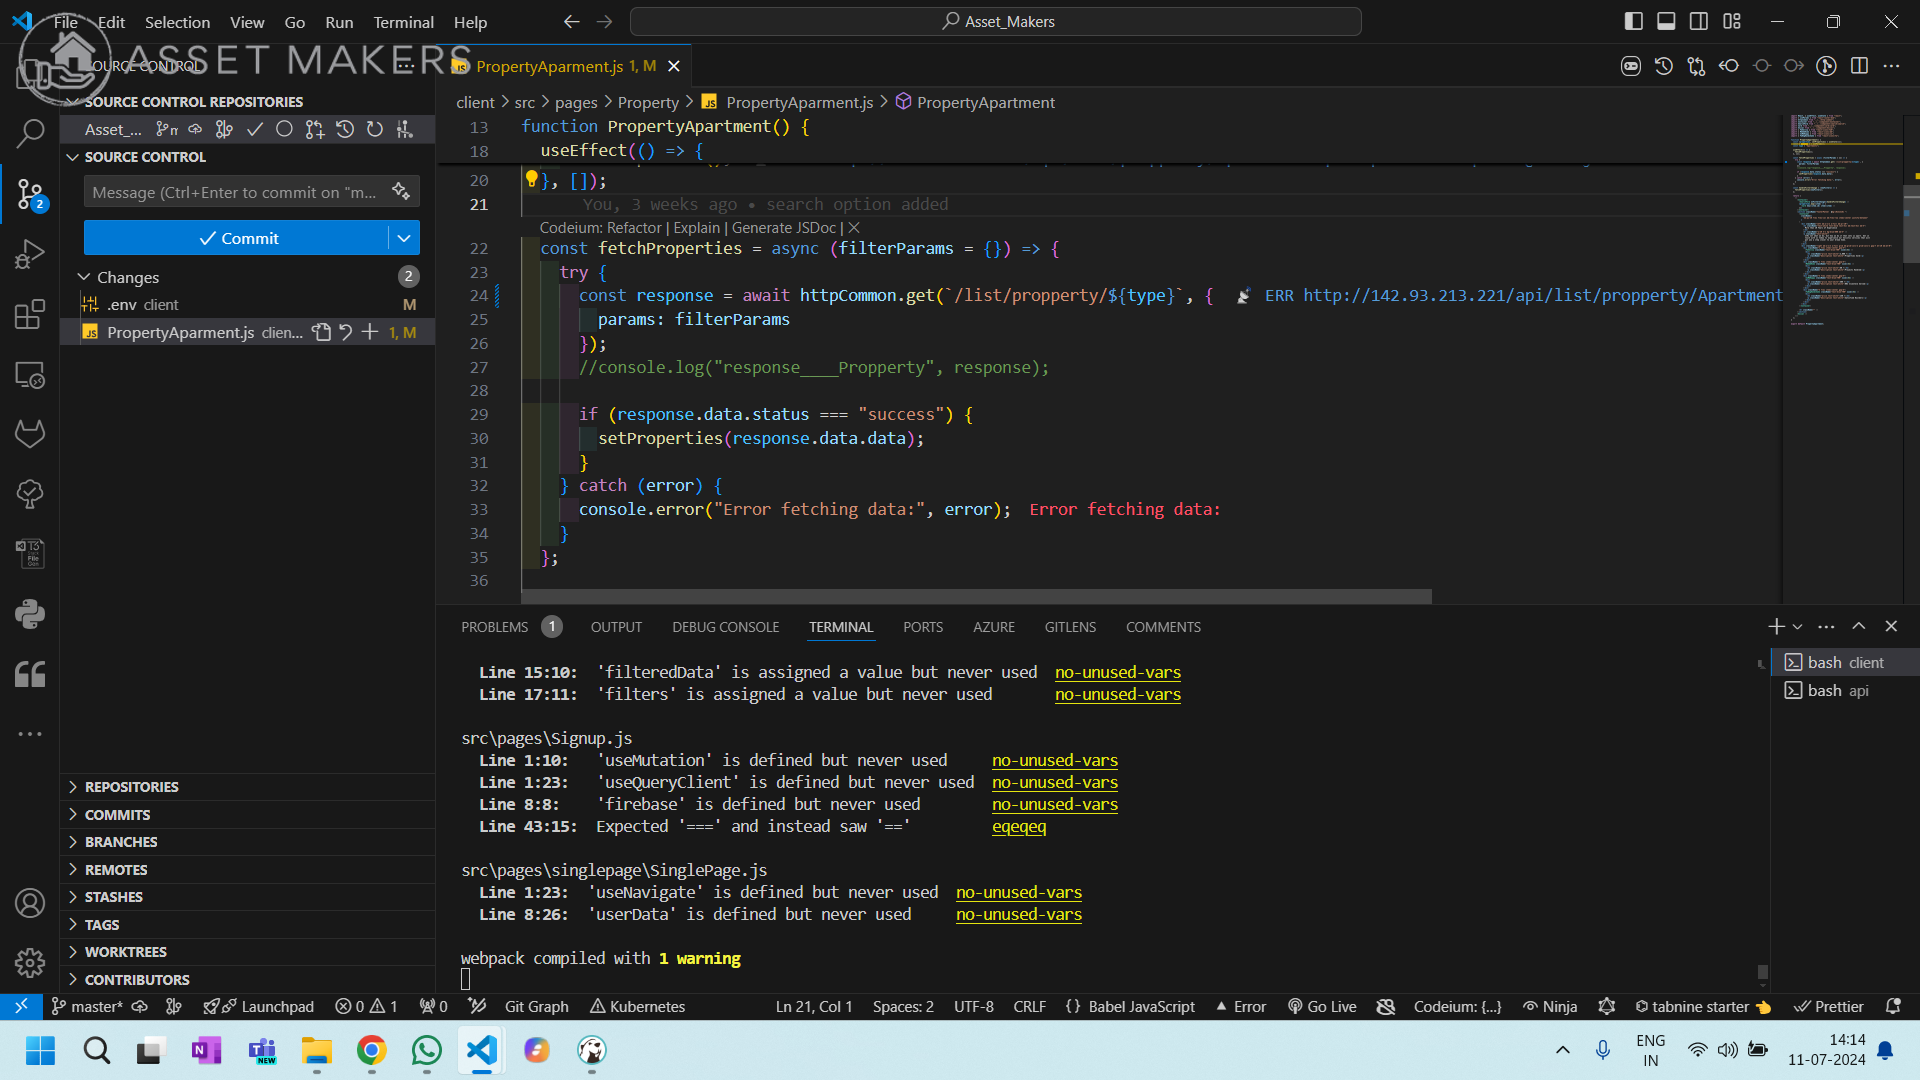 File Edit Selection View Go Run Terminal Help
Asset_Makers
ASSET MAKERS
SOURCE CONTROL
PropertyAparment.js 1, M
SOURCE CONTROL REPOSITORIES
Asset_...
SOURCE CONTROL
Message (Ctrl+Enter to commit on "m...
Commit
Changes 2
.env client M
PropertyAparment.js clien... 1, M
2
REPOSITORIES
COMMITS
BRANCHES
REMOTES
STASHES
TAGS
WORKTREES
CONTRIBUTORS
client > src > pages > Property > JS PropertyAparment.js > PropertyApartment
13 function PropertyApartment() {
18 useEffect(() => {
20 }, []);
21 You, 3 weeks ago • search option added
Codeium: Refactor | Explain | Generate JSDoc | X
22 const fetchProperties = async (filterParams = {}) => {
23 try {
24 const response = await httpCommon.get(`/list/propperty/${type}`, { ERR http://142.93.213.221/api/list/propperty/Apartment
25 params: filterParams
26 });
27 //console.log("response____Propperty", response);
28
29 if (response.data.status === "success") {
30 setProperties(response.data.data);
31 }
32 } catch (error) {
33 console.error("Error fetching data:", error); Error fetching data:
34 }
35 };
36
PROBLEMS 1 OUTPUT DEBUG CONSOLE TERMINAL PORTS AZURE GITLENS COMMENTS
Line 15:10: 'filteredData' is assigned a value but never used no-unused-vars
Line 17:11: 'filters' is assigned a value but never used no-unused-vars
src\pages\Signup.js
Line 1:10: 'useMutation' is defined but never used no-unused-vars
Line 1:23: 'useQueryClient' is defined but never used no-unused-vars
Line 8:8: 'firebase' is defined but never used no-unused-vars
Line 43:15: Expected '===' and instead saw '==' eqeqeq
src\pages\singlepage\SinglePage.js
Line 1:23: 'useNavigate' is defined but never used no-unused-vars
Line 8:26: 'userData' is defined but never used no-unused-vars
webpack compiled with 1 warning
bash client
bash api
master* Launchpad 0 1 0 Git Graph Kubernetes Ln 21, Col 1 Spaces: 2 UTF-8 CRLF {} Babel JavaScript Error Go Live Codeium: {...} Ninja tabnine starter Prettier
NEW
ENG
IN
14:14
11-07-2024